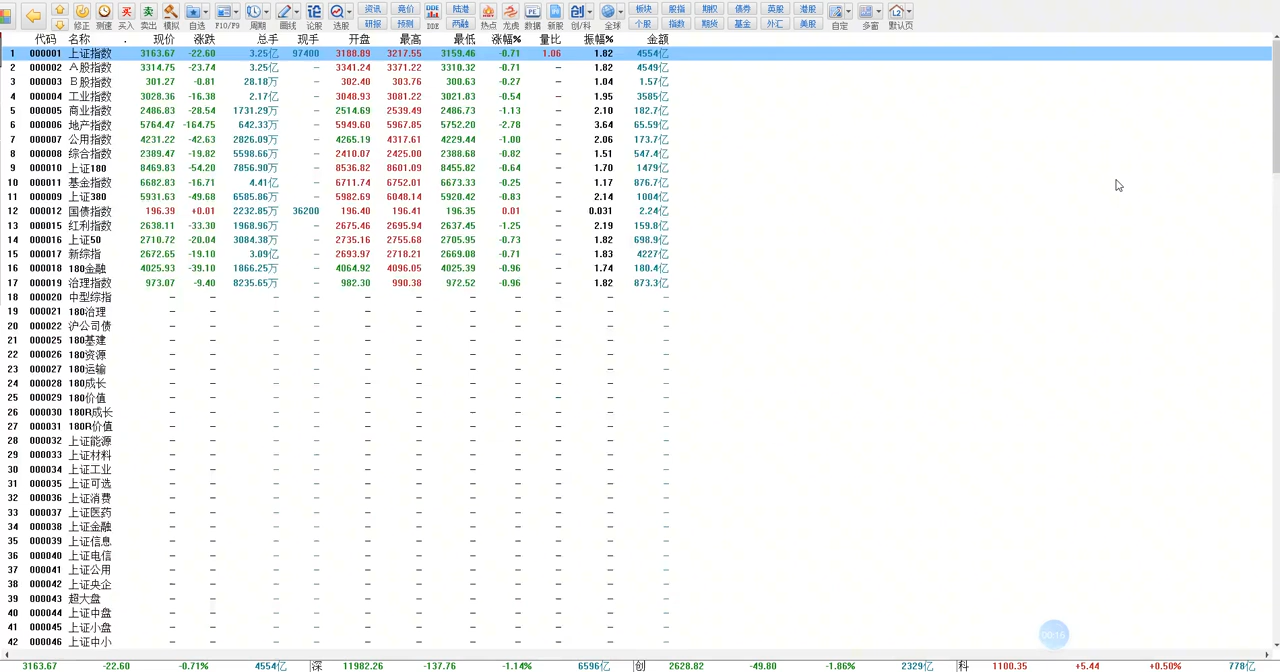 修正 测速 买入 卖出 模拟 自选 F10/F9 周期 画线 论股 选股 资讯 研报 竞价 预测 DDE 陆港 两融 热点 龙虎 数据 新股 创/科 全球 板块 个股 股指 指数 期权 期货 债券 基金 英股 外汇 港股 美股 自定 多窗 默认页
代码 名称 · 现价 涨跌 总手 现手 开盘 最高 最低 涨幅% 量比 振幅% 金额
1 000001 上证指数 3163.67 -22.60 3.25亿 97400 3188.89 3217.55 3159.46 -0.71 1.06 1.82 4554亿
2 000002 A股指数 3314.75 -23.74 3.25亿 – 3341.24 3371.22 3310.32 -0.71 – 1.82 4549亿
3 000003 B股指数 301.27 -0.81 28.18万 – 302.40 303.76 300.63 -0.27 – 1.04 1.57亿
4 000004 工业指数 3028.36 -16.38 2.17亿 – 3048.93 3081.22 3021.83 -0.54 – 1.95 3585亿
5 000005 商业指数 2486.83 -28.54 1731.29万 – 2514.69 2539.49 2486.73 -1.13 – 2.10 182.7亿
6 000006 地产指数 5764.47 -164.75 642.33万 – 5949.60 5967.85 5752.20 -2.78 – 3.64 65.59亿
7 000007 公用指数 4231.22 -42.63 2826.09万 – 4265.19 4317.61 4229.44 -1.00 – 2.06 173.7亿
8 000008 综合指数 2389.47 -19.82 5598.66万 – 2410.07 2425.00 2388.68 -0.82 – 1.51 547.4亿
9 000010 上证180 8469.83 -54.20 7856.90万 – 8536.82 8601.09 8455.82 -0.64 – 1.70 1479亿
10 000011 基金指数 6682.83 -16.71 4.41亿 – 6711.74 6752.01 6673.33 -0.25 – 1.17 876.7亿
11 000009 上证380 5931.63 -49.68 6585.86万 – 5982.69 6048.14 5920.42 -0.83 – 2.14 1004亿
12 000012 国债指数 196.39 +0.01 2232.85万 36200 196.40 196.41 196.35 0.01 – 0.031 2.24亿
13 000015 红利指数 2638.11 -33.30 1968.96万 – 2675.46 2695.94 2637.45 -1.25 – 2.19 159.8亿
14 000016 上证50 2710.72 -20.04 3084.38万 – 2735.16 2755.68 2705.95 -0.73 – 1.82 698.9亿
15 000017 新综指 2672.65 -19.10 3.09亿 – 2693.97 2718.21 2669.08 -0.71 – 1.83 4227亿
16 000018 180金融 4025.93 -39.10 1866.25万 – 4064.92 4096.05 4025.39 -0.96 – 1.74 180.4亿
17 000019 治理指数 973.07 -9.40 8235.65万 – 982.30 990.38 972.52 -0.96 – 1.82 873.3亿
18 000020 中型综指 – – – – – – – – – – –
19 000021 180治理 – – – – – – – – – – –
20 000022 沪公司债 – – – – – – – – – – –
21 000025 180基建 – – – – – – – – – – –
22 000026 180资源 – – – – – – – – – – –
23 000027 180运输 – – – – – – – – – – –
24 000028 180成长 – – – – – – – – – – –
25 000029 180价值 – – – – – – – – – – –
26 000030 180R成长 – – – – – – – – – – –
27 000031 180R价值 – – – – – – – – – – –
28 000032 上证能源 – – – – – – – – – – –
29 000033 上证材料 – – – – – – – – – – –
30 000034 上证工业 – – – – – – – – – – –
31 000035 上证可选 – – – – – – – – – – –
32 000036 上证消费 – – – – – – – – – – –
33 000037 上证医药 – – – – – – – – – – –
34 000038 上证金融 – – – – – – – – – – –
35 000039 上证信息 – – – – – – – – – – –
36 000040 上证电信 – – – – – – – – – – –
37 000041 上证公用 – – – – – – – – – – –
38 000042 上证央企 – – – – – – – – – – –
39 000043 超大盘 – – – – – – – – – – –
40 000044 上证中盘 – – – – – – – – – – –
41 000045 上证小盘 – – – – – – – – – – –
42 000046 上证中小 – – – – – – – – – – –
00:16
3163.67 -22.60 -0.71% 4554亿 深 11982.26 -137.76 -1.14% 6596亿 创 2628.82 -49.80 -1.86% 2329亿 科 1100.35 +5.44 +0.50% 778亿